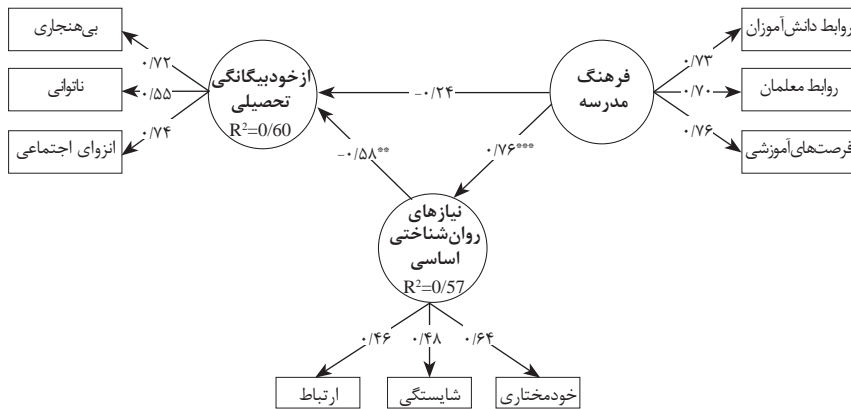 روابط دانش‌آموزان
روابط معلمان
فرصت‌های آموزشی
۰/۷۳
۰/۷۰
۰/۷۶
فرهنگ
مدرسه
−۰/۲۴
۰/۷۶***
−۰/۵۸**
ازخودبیگانگی
تحصیلی
R²=0/60
۰/۷۲
۰/۵۵
۰/۷۴
بی‌هنجاری
ناتوانی
انزوای اجتماعی
نیازهای
روان‌شناختی
اساسی
R²=0/57
۰/۶۴
۰/۴۸
۰/۴۶
خودمختاری
شایستگی
ارتباط